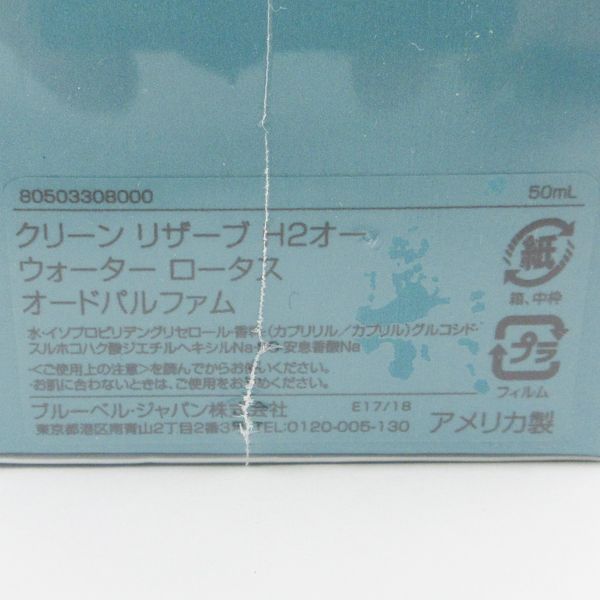 80503308000 50mL
クリーン リザーブ H2オー
ウォーター ロータス
オードパルファム
水・イソプロピリデングリセロール・香料・(カプリリル/カプリル)グルコシド・
スルホコハク酸ジエチルヘキシルNa・安息香酸Na
<ご使用上の注意>を読んでからお使いください。
・お肌に合わないときは、ご使用をおやめください。
ブルーベル・ジャパン株式会社 E17/18
東京都港区南青山2丁目2番3 TEL:0120-005-130
アメリカ製
紙
箱、中枠
プラ
フィルム